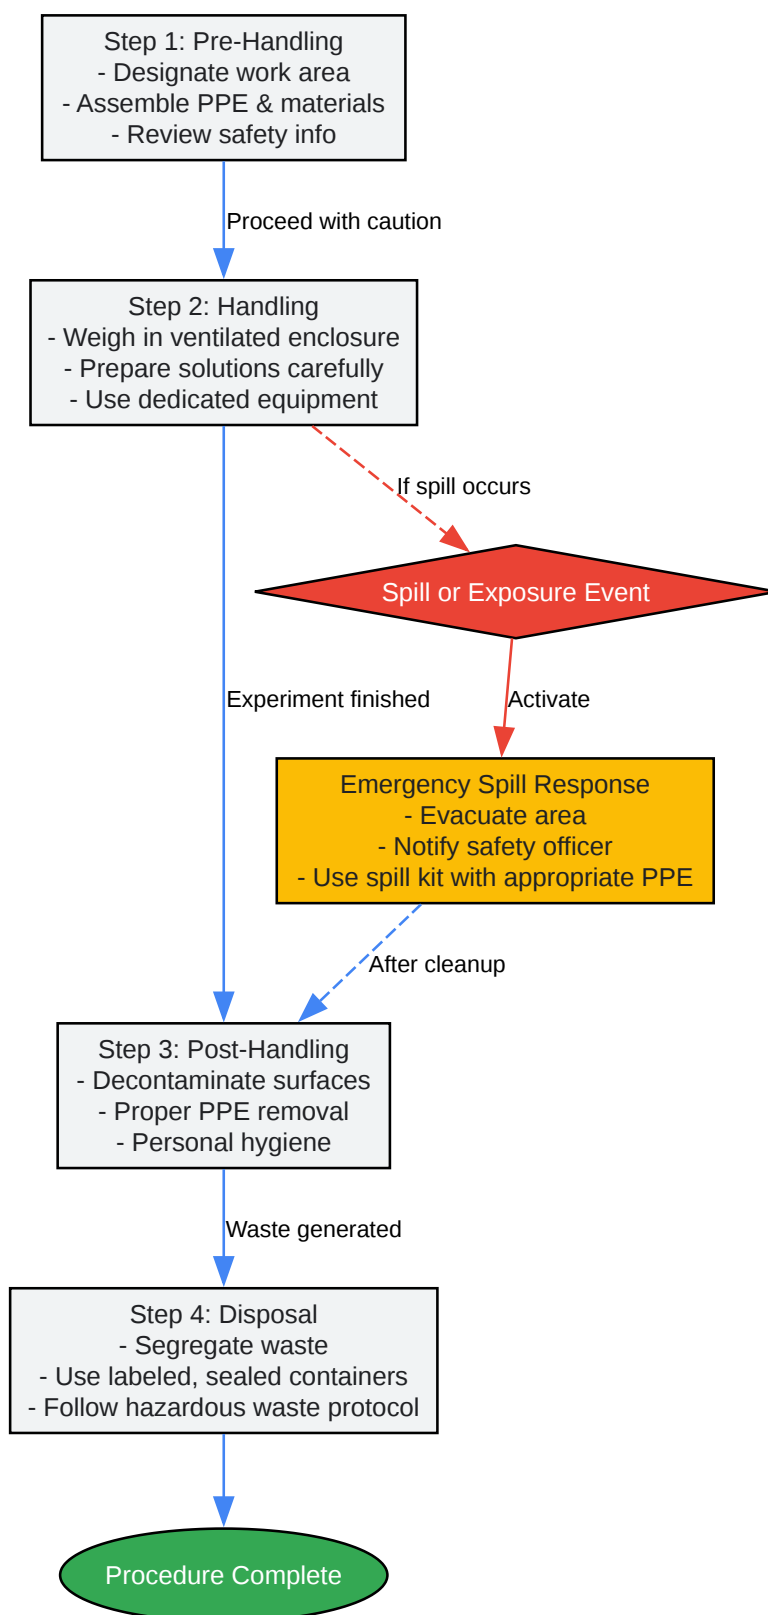 Step 1: Pre-Handling
- Designate work area
- Assemble PPE & materials
- Review safety info
Proceed with caution
Step 2: Handling
- Weigh in ventilated enclosure
- Prepare solutions carefully
- Use dedicated equipment
If spill occurs
Spill or Exposure Event
Experiment finished
Activate
Emergency Spill Response
- Evacuate area
- Notify safety officer
- Use spill kit with appropriate PPE
After cleanup
Step 3: Post-Handling
- Decontaminate surfaces
- Proper PPE removal
- Personal hygiene
Waste generated
Step 4: Disposal
- Segregate waste
- Use labeled, sealed containers
- Follow hazardous waste protocol
Procedure Complete